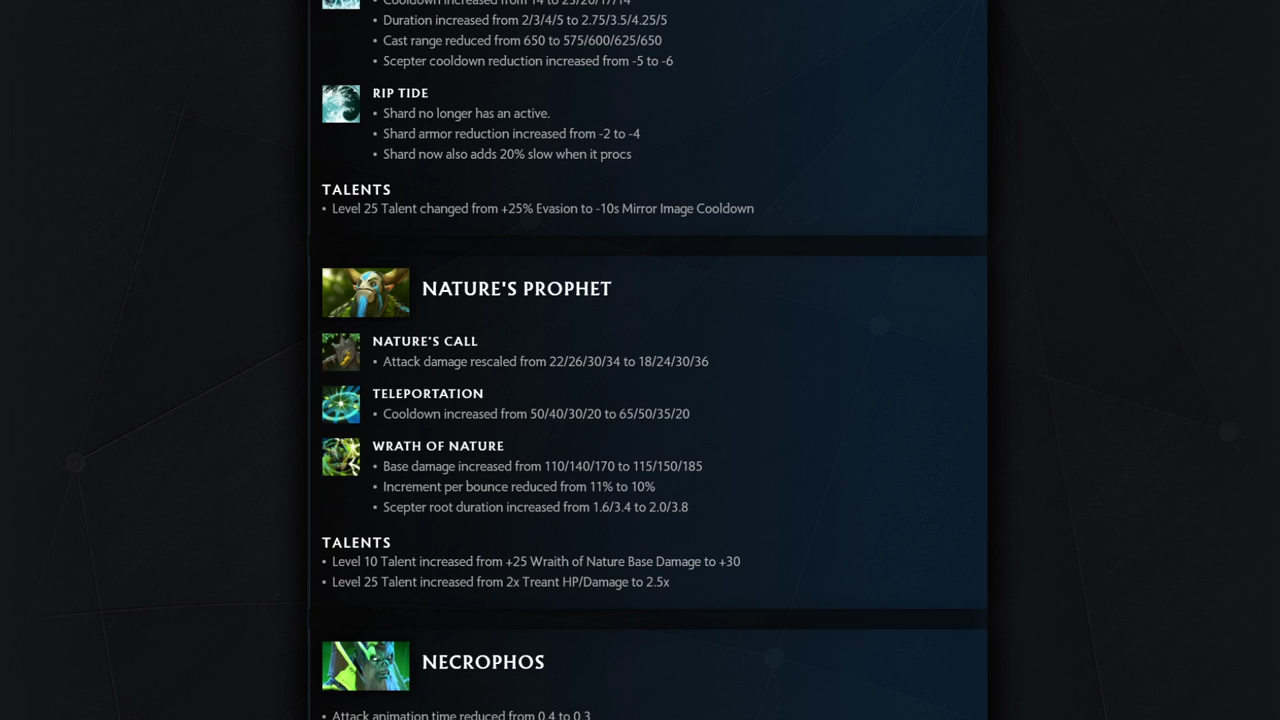 Cooldown increased from 14 to 23/20/17/14
Duration increased from 2/3/4/5 to 2.75/3.5/4.25/5
Cast range reduced from 650 to 575/600/625/650
Scepter cooldown reduction increased from -5 to -6
RIP TIDE
Shard no longer has an active.
Shard armor reduction increased from -2 to -4
Shard now also adds 20% slow when it procs
TALENTS
Level 25 Talent changed from +25% Evasion to -10s Mirror Image Cooldown
NATURE'S PROPHET
NATURE'S CALL
Attack damage rescaled from 22/26/30/34 to 18/24/30/36
TELEPORTATION
Cooldown increased from 50/40/30/20 to 65/50/35/20
WRATH OF NATURE
Base damage increased from 110/140/170 to 115/150/185
Increment per bounce reduced from 11% to 10%
Scepter root duration increased from 1.6/3.4 to 2.0/3.8
TALENTS
Level 10 Talent increased from +25 Wraith of Nature Base Damage to +30
Level 25 Talent increased from 2x Treant HP/Damage to 2.5x
NECROPHOS
Attack animation time reduced from 0.4 to 0.3